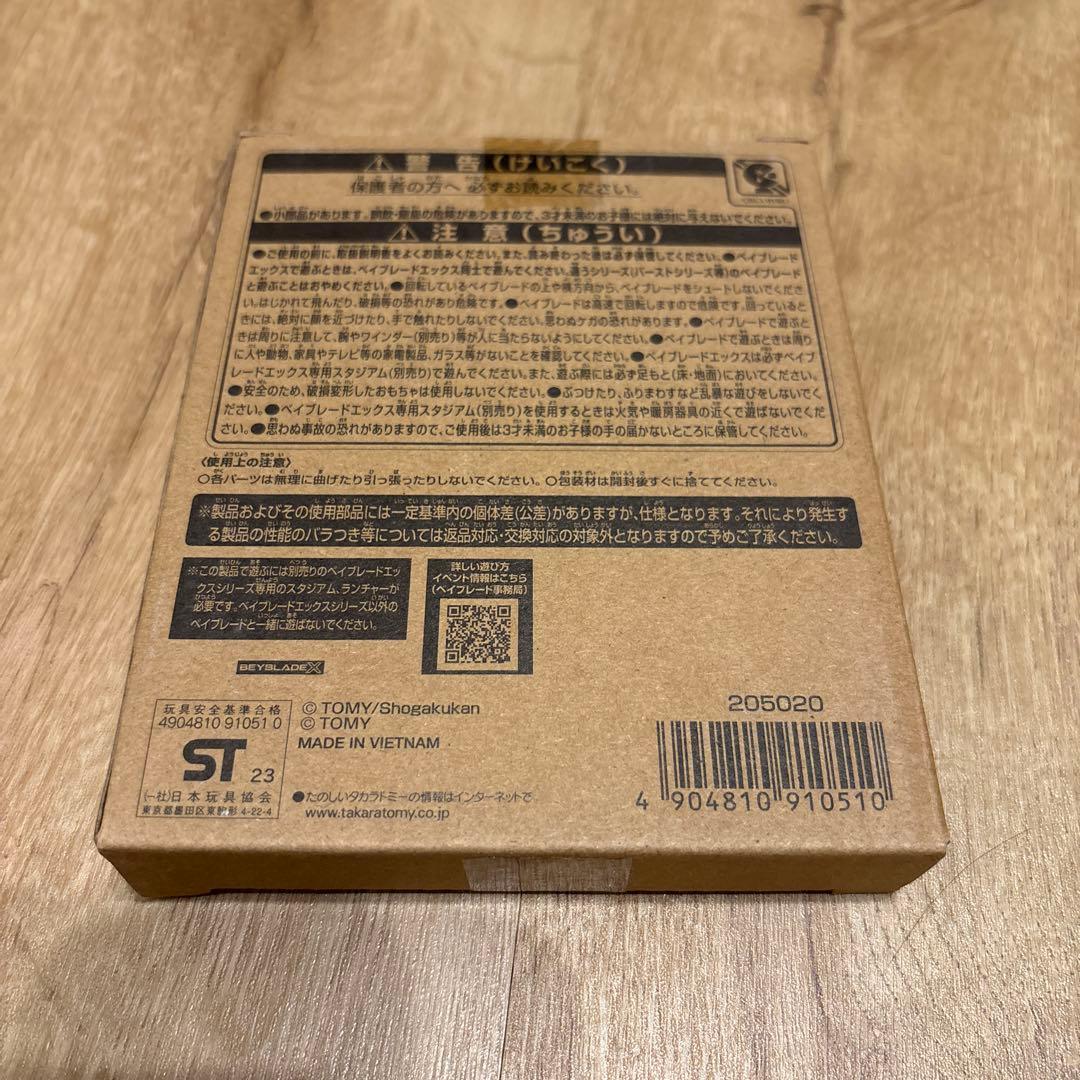 ⚠ 警告(けいこく)
保護者の方へ 必ずお読みください。
●小部品があります。誤飲・窒息の危険がありますので、3才未満のお子様には絶対に与えないでください。
⚠ 注意(ちゅうい)
●ご使用の前に、取扱説明書をよくお読みください。また、読み終わった後は必ず保管してください。●ベイブレード
エックスで遊ぶときは、ベイブレードエックス同士で遊んでください。違うシリーズ(バーストシリーズ等)のベイブレード
と遊ぶことはおやめください。●回転しているベイブレードの上や横方向から、ベイブレードをシュートしないでくださ
い。はじかれて飛んだり、破損等の恐れがあり危険です。●ベイブレードは高速で回転しますので危険です。回っていると
きには、絶対に顔を近づけたり、手で触れたりしないでください。思わぬケガの恐れがあります。●ベイブレードで遊ぶと
きは周りに注意して、腕やワインダー(別売り)等が人に当たらないようにしてください。●ベイブレードで遊ぶときは周り
に人や動物、家具やテレビ等の家電製品、ガラス等がないことを確認してください。●ベイブレードエックスは必ずベイブ
レードエックス専用スタジアム(別売り)で遊んでください。また、遊ぶ際には必ず足もと(床・地面)においてください。
●安全のため、破損変形したおもちゃは使用しないでください。●ぶつけたり、ふりまわすなど乱暴な遊びをしないでく
ださい。●ベイブレードエックス専用スタジアム(別売り)を使用するときは火気や暖房器具の近くで遊ばないでくだ
さい。●思わぬ事故の恐れがありますので、ご使用後は3才未満のお子様の手の届かないところに保管してください。
〈使用上の注意〉
○各パーツは無理に曲げたり引っ張ったりしないでください。○包装材は開封後すぐに捨ててください。
※製品およびその使用部品には一定基準内の個体差(公差)がありますが、仕様となります。それにより発生す
る製品の性能のバラつき等については返品対応・交換対応の対象外となりますので予めご了承ください。
※この製品で遊ぶには別売りのベイブレードエッ
クスシリーズ専用のスタジアム、ランチャーが
必要です。ベイブレードエックスシリーズ以外の
ベイブレードと一緒に遊ばないでください。
詳しい遊び方
イベント情報はこちら
(ベイブレード事務局)
BEYBLADE X
玩具安全基準合格
4904810 91051 0
ST 23
(一社)日本玩具協会
東京都墨田区東駒形 4-22-4
© TOMY/Shogakukan
© TOMY
MADE IN VIETNAM
●たのしいタカラトミーの情報はインターネットで
www.takaratomy.co.jp
205020
4 904810 910510